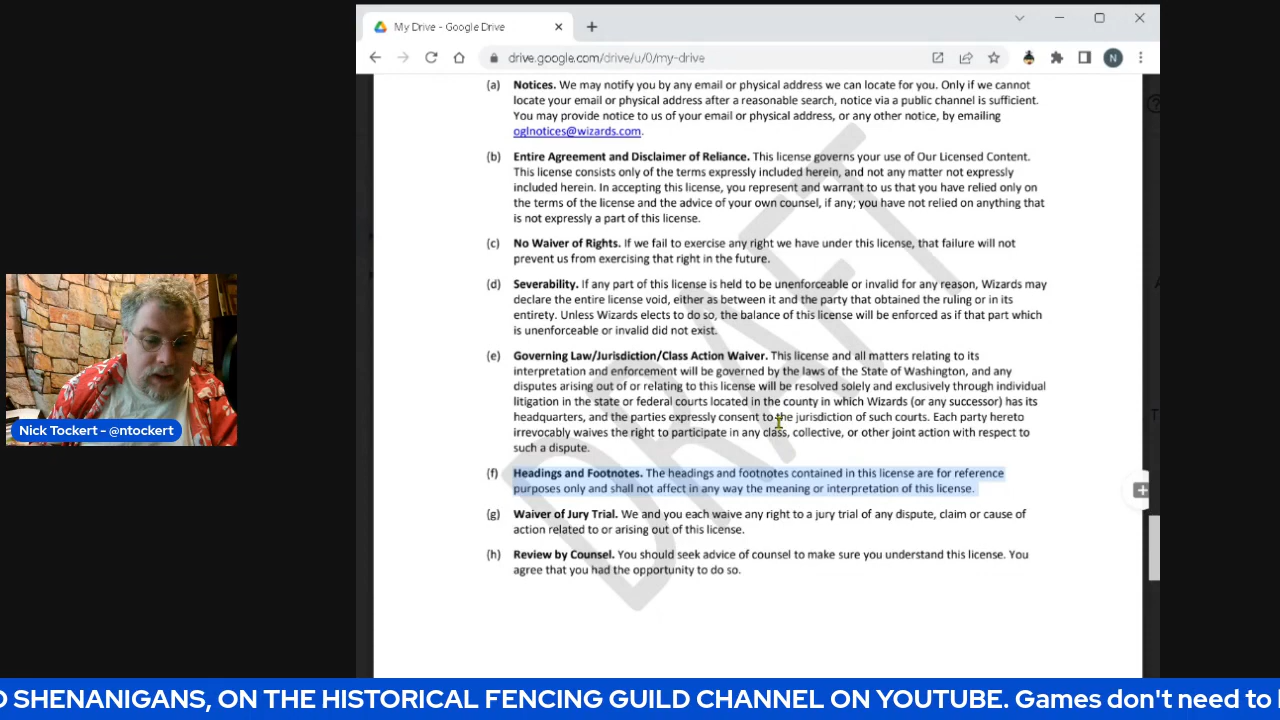 My Drive - Google Drive
drive.google.com/drive/u/0/my-drive
N
(a) Notices. We may notify you by any email or physical address we can locate for you. Only if we cannot
locate your email or physical address after a reasonable search, notice via a public channel is sufficient.
You may provide notice to us of your email or physical address, or any other notice, by emailing
oglnotices@wizards.com.
(b) Entire Agreement and Disclaimer of Reliance. This license governs your use of Our Licensed Content.
This license consists only of the terms expressly included herein, and not any matter not expressly
included herein. In accepting this license, you represent and warrant to us that you have relied only on
the terms of the license and the advice of your own counsel, if any; you have not relied on anything that
is not expressly a part of this license.
(c) No Waiver of Rights. If we fail to exercise any right we have under this license, that failure will not
prevent us from exercising that right in the future.
(d) Severability. If any part of this license is held to be unenforceable or invalid for any reason, Wizards may
declare the entire license void, either as between it and the party that obtained the ruling or in its
entirety. Unless Wizards elects to do so, the balance of this license will be enforced as if that part which
is unenforceable or invalid did not exist.
(e) Governing Law/Jurisdiction/Class Action Waiver. This license and all matters relating to its
interpretation and enforcement will be governed by the laws of the State of Washington, and any
disputes arising out of or relating to this license will be resolved solely and exclusively through individual
litigation in the state or federal courts located in the county in which Wizards (or any successor) has its
headquarters, and the parties expressly consent to the jurisdiction of such courts. Each party hereto
irrevocably waives the right to participate in any class, collective, or other joint action with respect to
such a dispute.
(f) Headings and Footnotes. The headings and footnotes contained in this license are for reference
purposes only and shall not affect in any way the meaning or interpretation of this license.
(g) Waiver of Jury Trial. We and you each waive any right to a jury trial of any dispute, claim or cause of
action related to or arising out of this license.
(h) Review by Counsel. You should seek advice of counsel to make sure you understand this license. You
agree that you had the opportunity to do so.
DRAFT
Nick Tockert - @ntockert
SHENANIGANS, ON THE HISTORICAL FENCING GUILD CHANNEL ON YOUTUBE. Games don't need to